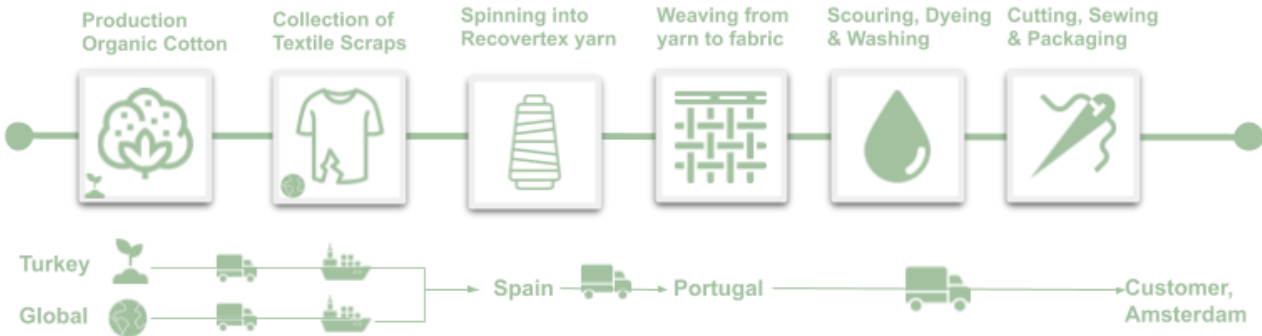 Production
Organic Cotton
Collection of
Textile Scraps
Spinning into
Recovertex yarn
Weaving from
yarn to fabric
Scouring, Dyeing
& Washing
Cutting, Sewing
& Packaging
Turkey
Global
Spain
Portugal
Customer,
Amsterdam